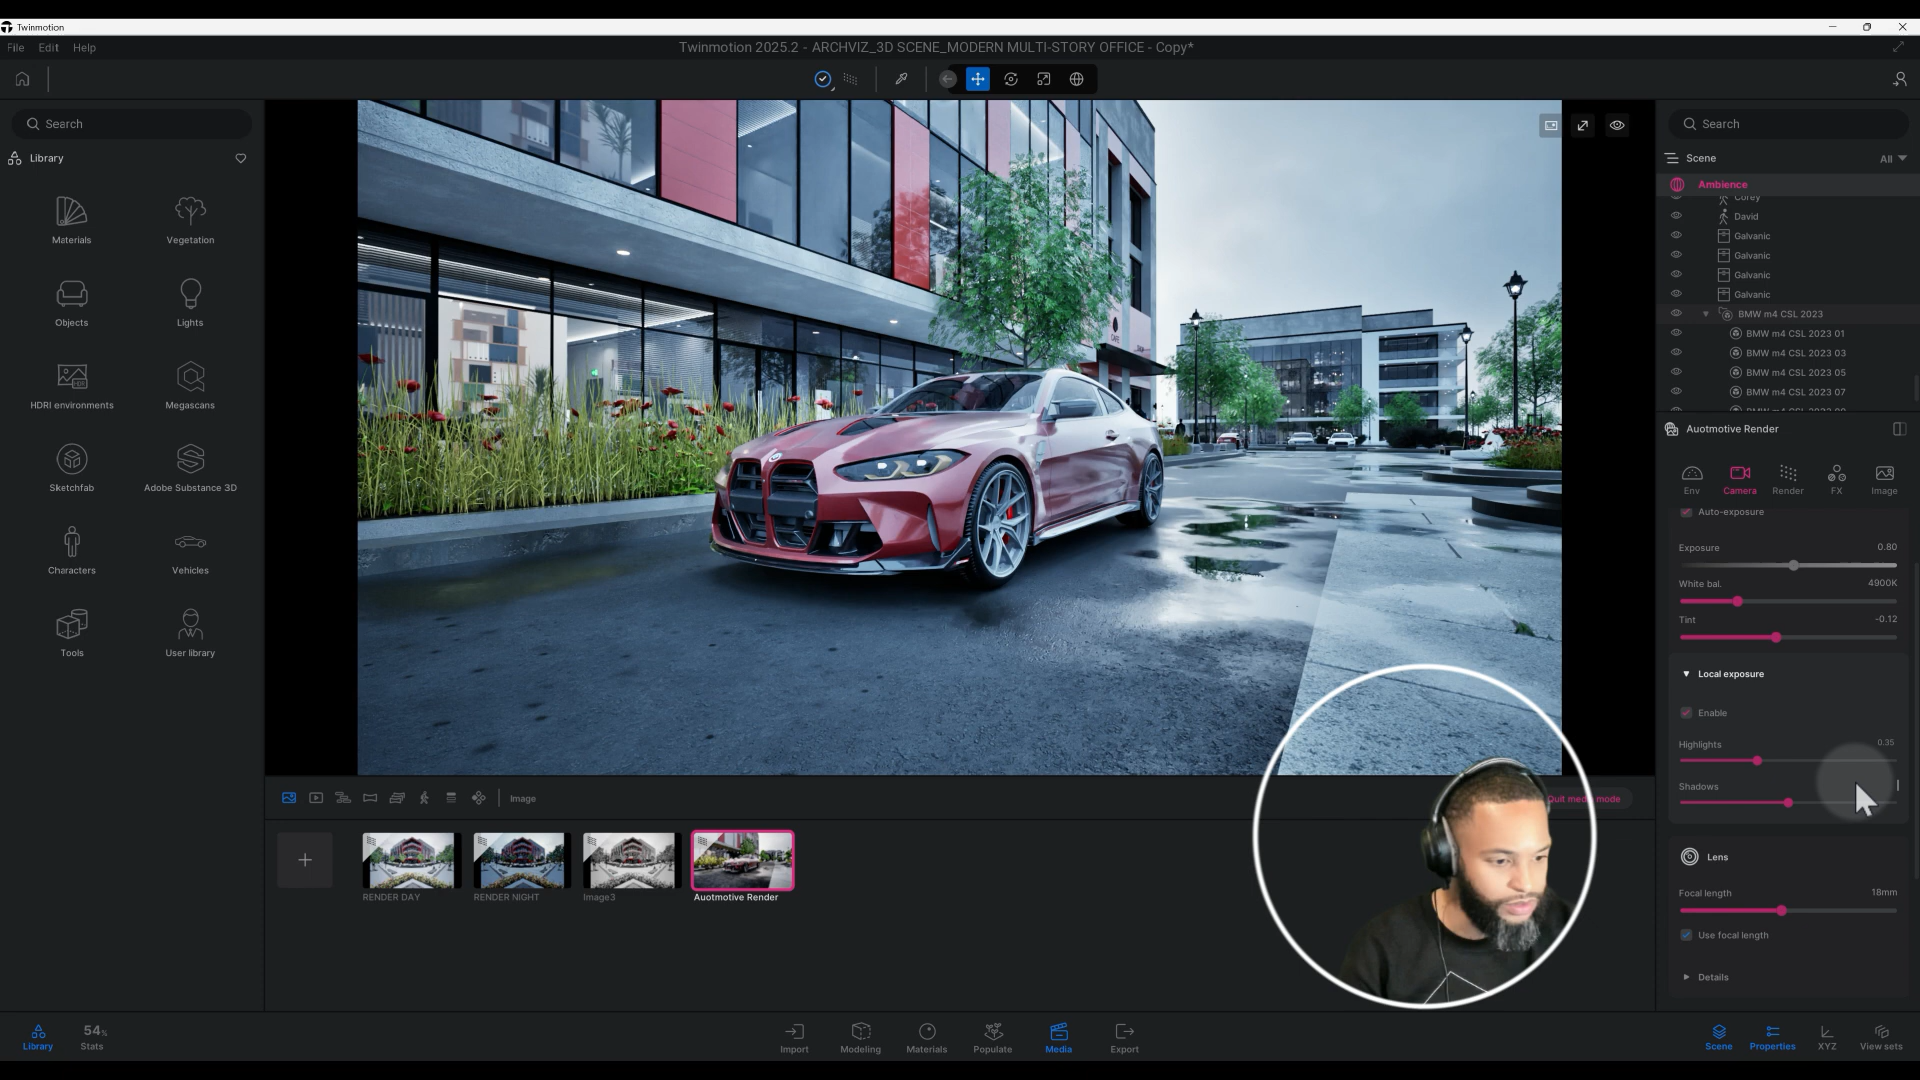 Twinmotion
File Edit Help
Twinmotion 2025.2 - ARCHVIZ_3D SCENE_MODERN MULTI-STORY OFFICE - Copy*
Search
Library
Materials
Vegetation
Objects
Lights
HDRI environments
Megascans
Sketchfab
Adobe Substance 3D
Characters
Vehicles
Tools
User library
CAFE
Image
Quit media mode
RENDER DAY
RENDER NIGHT
Image3
Auotmotive Render
Search
Scene
All
Ambience
Corey
David
Galvanic
Galvanic
Galvanic
Galvanic
BMW m4 CSL 2023
BMW m4 CSL 2023 01
BMW m4 CSL 2023 03
BMW m4 CSL 2023 05
BMW m4 CSL 2023 07
Auotmotive Render
Env Camera Render FX Image
Auto-exposure
Exposure 0.80
White bal. 4900K
Tint -0.12
Local exposure
Enable
Highlights 0.35
Shadows
Lens
Focal length 18mm
Use focal length
Details
Library
54%
Stats
Import
Modeling
Materials
Populate
Media
Export
Scene
Properties
XYZ
View sets